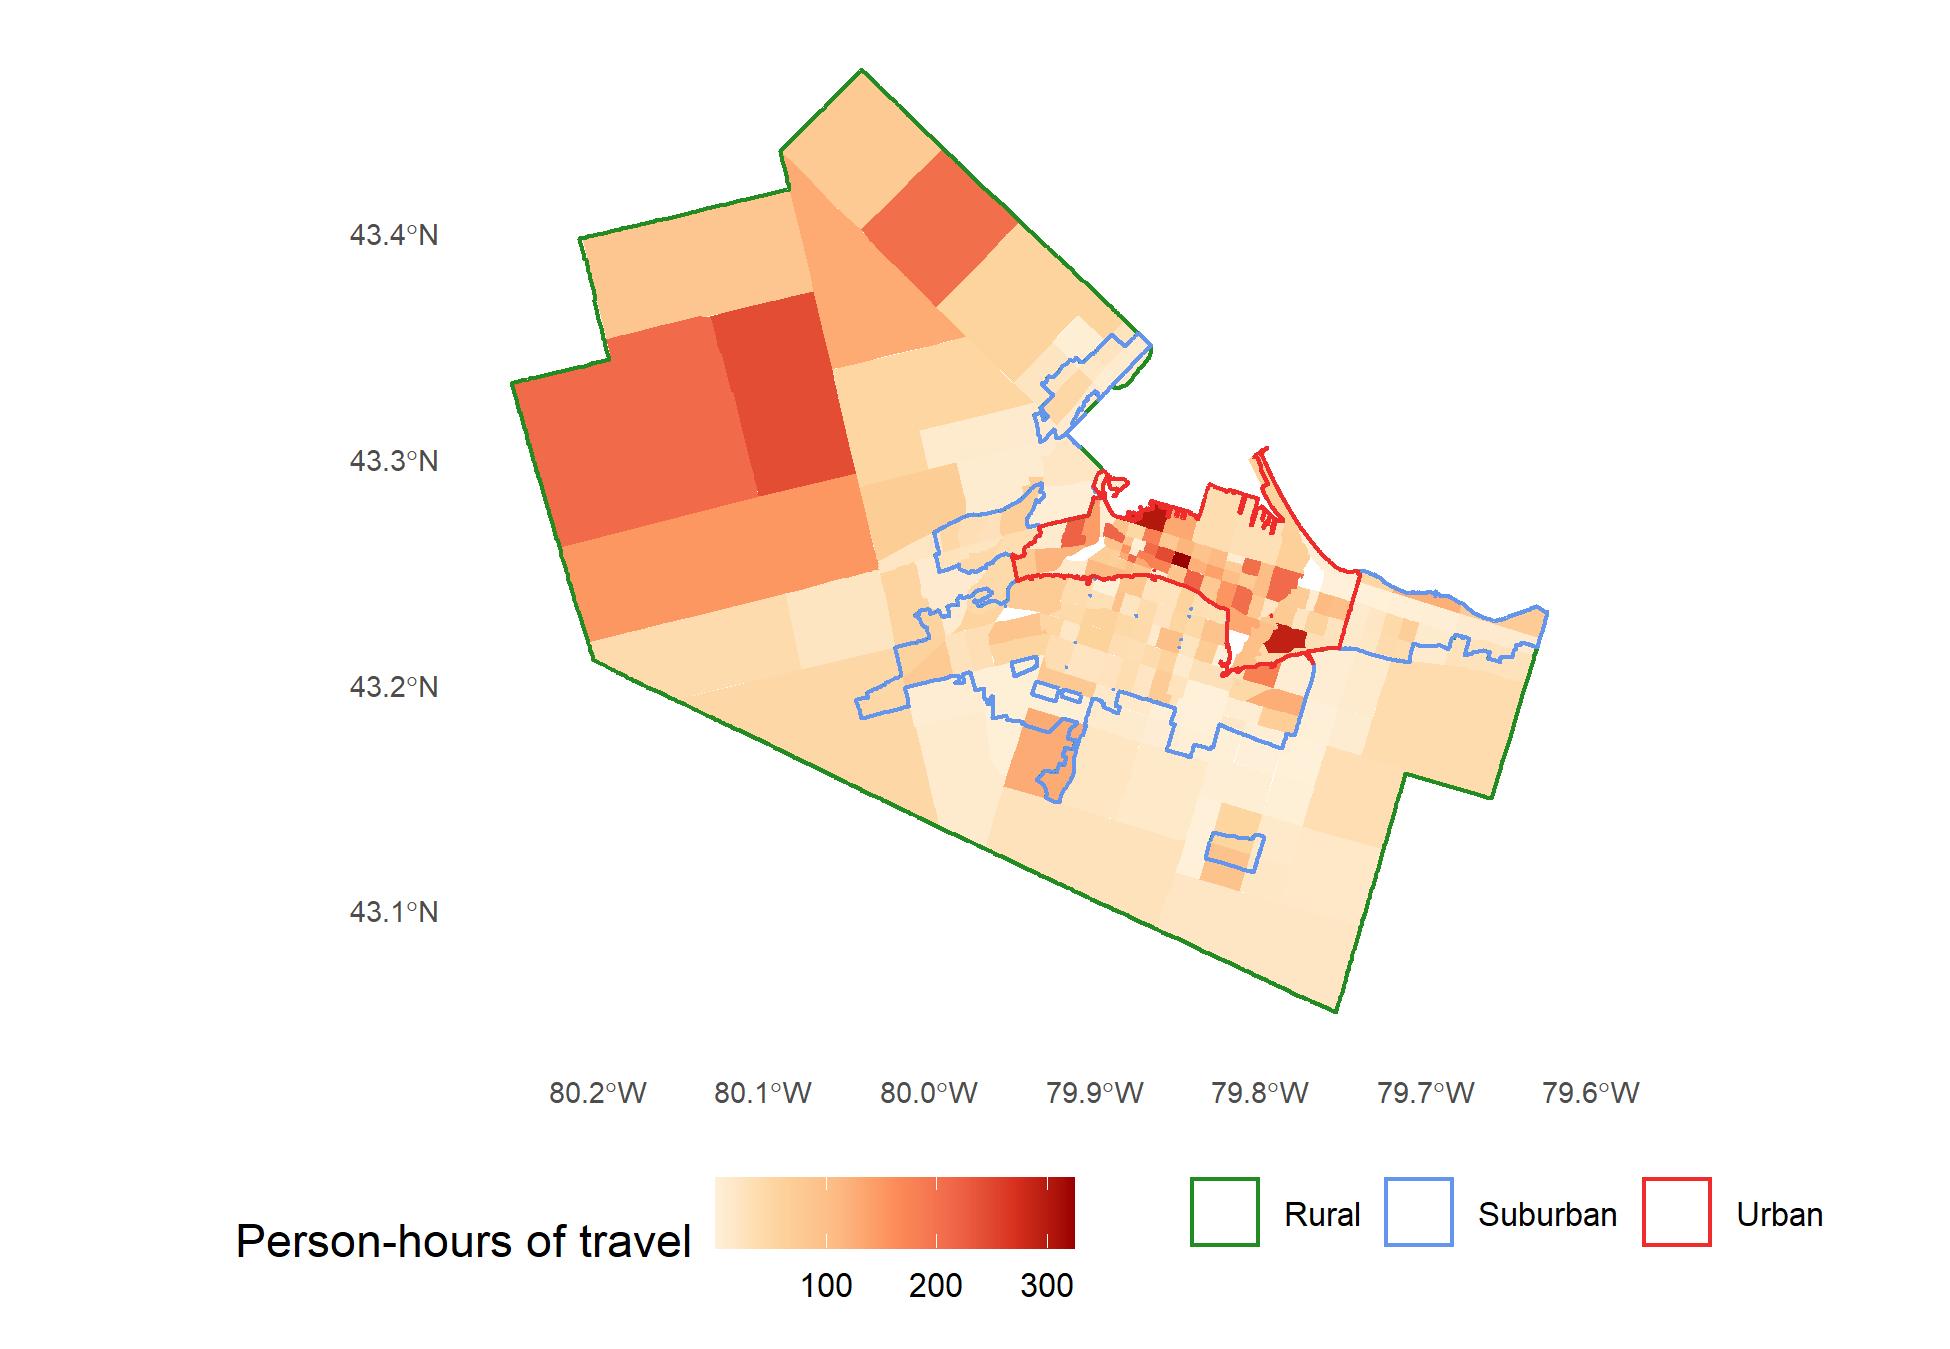 43.4°N
43.3°N
43.2°N
43.1°N
80.2°W 80.1°W 80.0°W 79.9°W 79.8°W 79.7°W 79.6°W
Person-hours of travel
100 200 300
Rural Suburban Urban